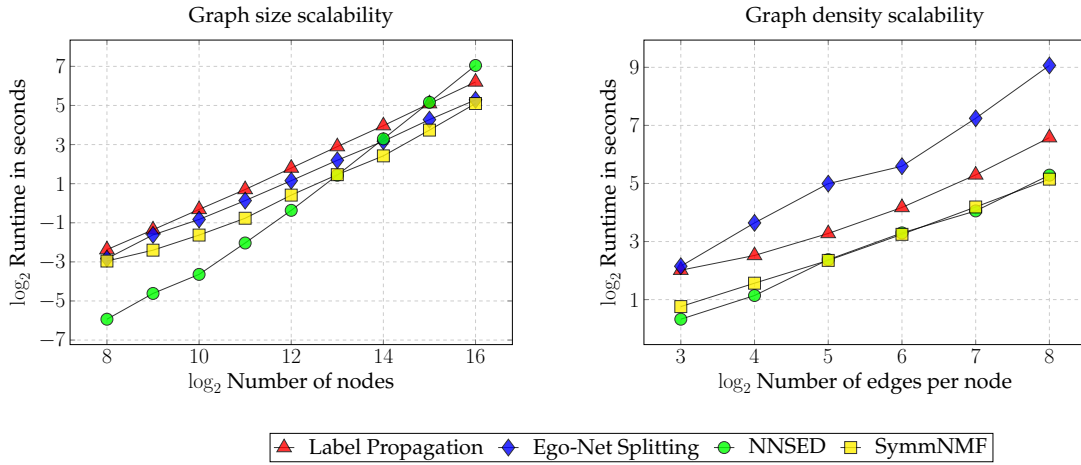 Graph size scalability
Graph density scalability
log₂ Runtime in seconds
7
5
3
1
−1
−3
−5
−7
8
10
12
14
16
log₂ Number of nodes
log₂ Runtime in seconds
9
7
5
3
1
3
4
5
6
7
8
log₂ Number of edges per node
Label Propagation
Ego-Net Splitting
NNSED
SymmNMF